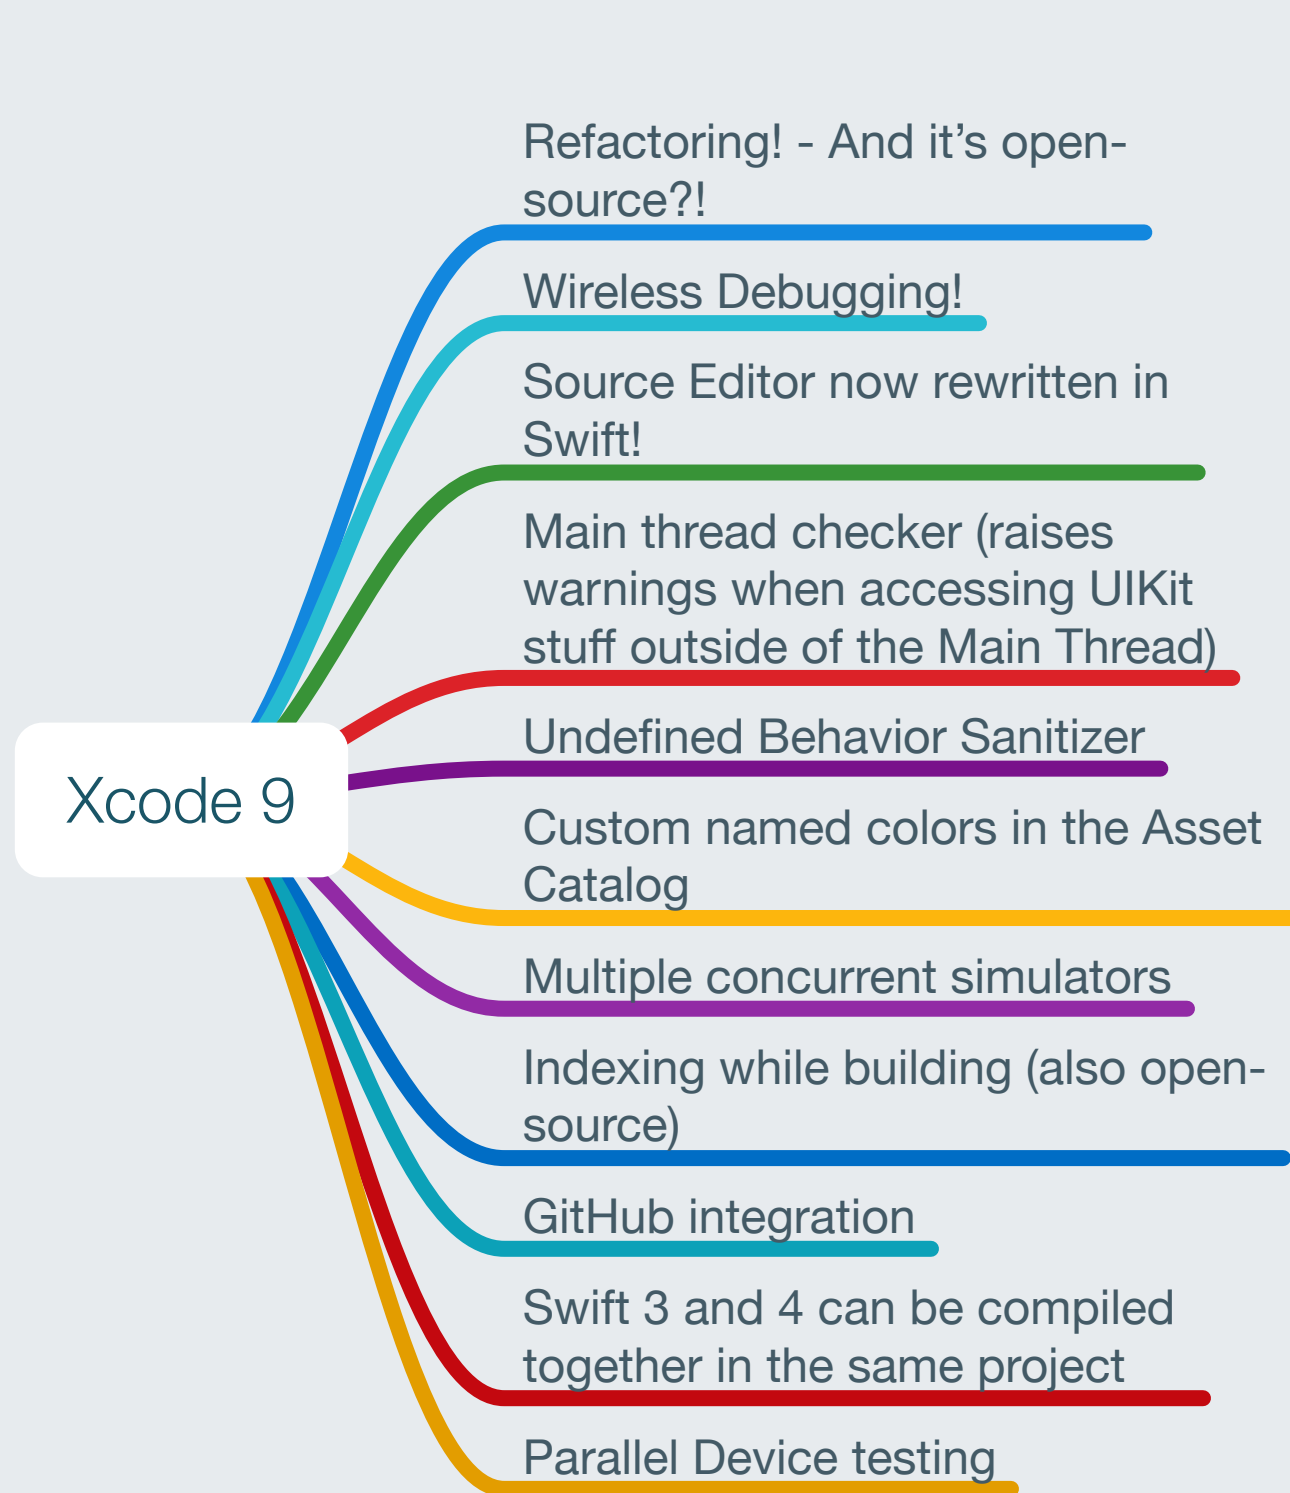 Refactoring! - And it’s open-
source?!
Wireless Debugging!
Source Editor now rewritten in
Swift!
Main thread checker (raises
warnings when accessing UIKit
stuff outside of the Main Thread)
Undefined Behavior Sanitizer
Xcode 9
Custom named colors in the Asset
Catalog
Multiple concurrent simulators
Indexing while building (also open-
source)
GitHub integration
Swift 3 and 4 can be compiled
together in the same project
Parallel Device testing